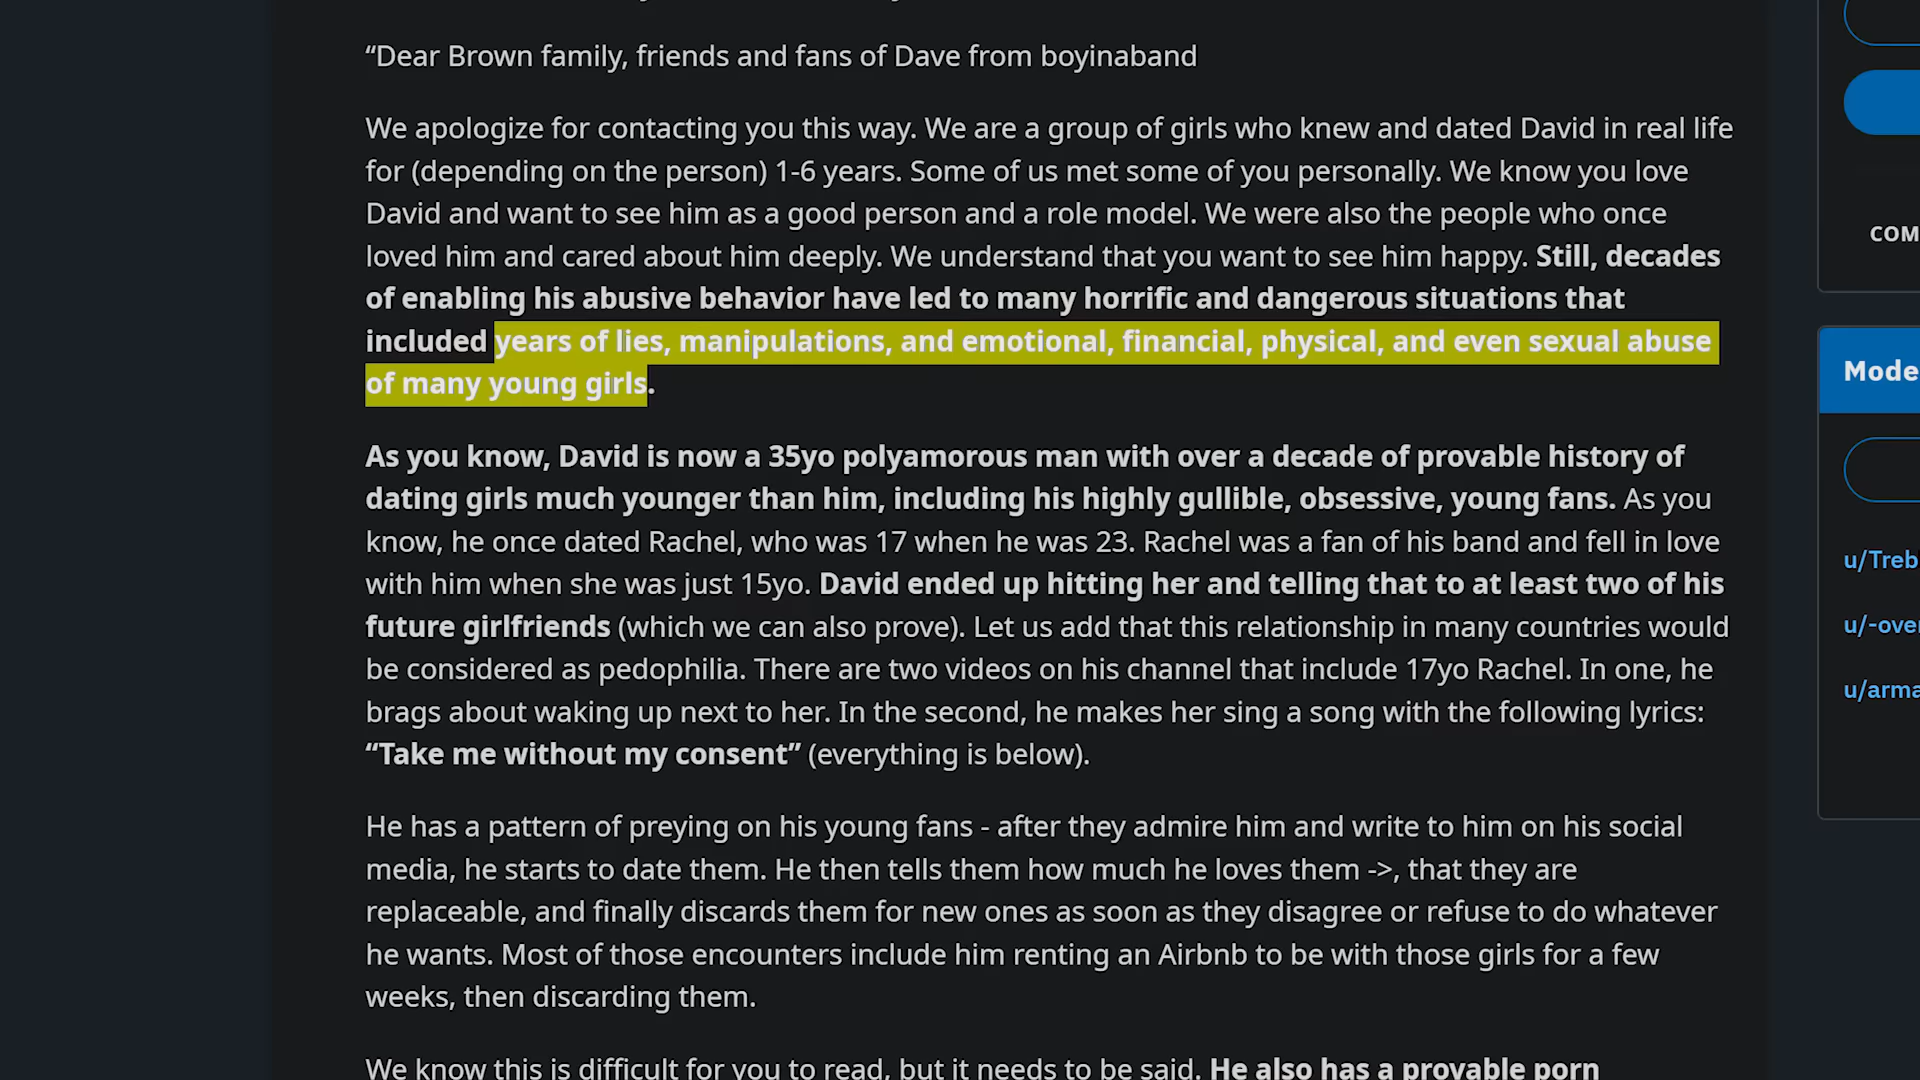 “Dear Brown family, friends and fans of Dave from boyinaband
We apologize for contacting you this way. We are a group of girls who knew and dated David in real life
for (depending on the person) 1-6 years. Some of us met some of you personally. We know you love
David and want to see him as a good person and a role model. We were also the people who once
loved him and cared about him deeply. We understand that you want to see him happy. Still, decades
of enabling his abusive behavior have led to many horrific and dangerous situations that
included years of lies, manipulations, and emotional, financial, physical, and even sexual abuse
of many young girls.
As you know, David is now a 35yo polyamorous man with over a decade of provable history of
dating girls much younger than him, including his highly gullible, obsessive, young fans. As you
know, he once dated Rachel, who was 17 when he was 23. Rachel was a fan of his band and fell in love
with him when she was just 15yo. David ended up hitting her and telling that to at least two of his
future girlfriends (which we can also prove). Let us add that this relationship in many countries would
be considered as pedophilia. There are two videos on his channel that include 17yo Rachel. In one, he
brags about waking up next to her. In the second, he makes her sing a song with the following lyrics:
“Take me without my consent” (everything is below).
He has a pattern of preying on his young fans - after they admire him and write to him on his social
media, he starts to date them. He then tells them how much he loves them ->, that they are
replaceable, and finally discards them for new ones as soon as they disagree or refuse to do whatever
he wants. Most of those encounters include him renting an Airbnb to be with those girls for a few
weeks, then discarding them.
We know this is difficult for you to read, but it needs to be said. He also has a provable porn
COM
Mode
u/Treb
u/-over
u/arma